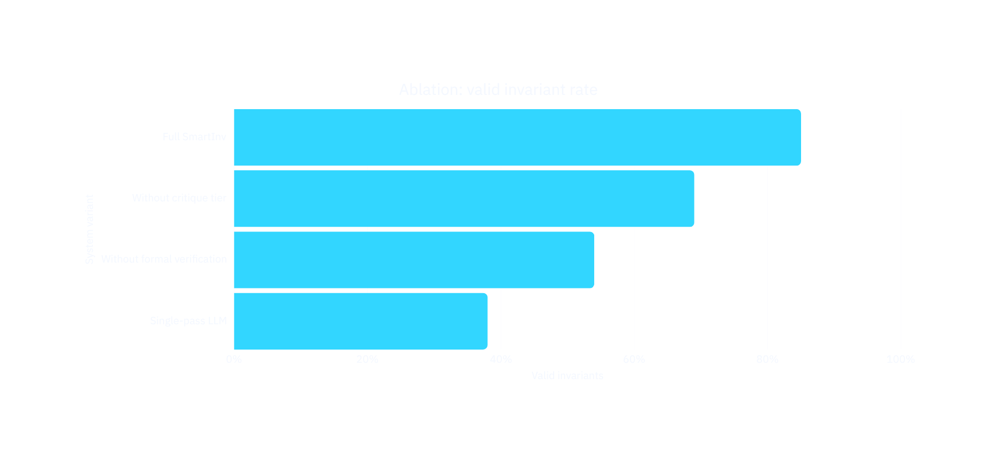 Ablation: valid invariant rate
Full SmartInv
Without critique tier
System variant
Without formal verification
Single-pass LLM
0% 20% 40% 60% 80% 100%
Valid invariants